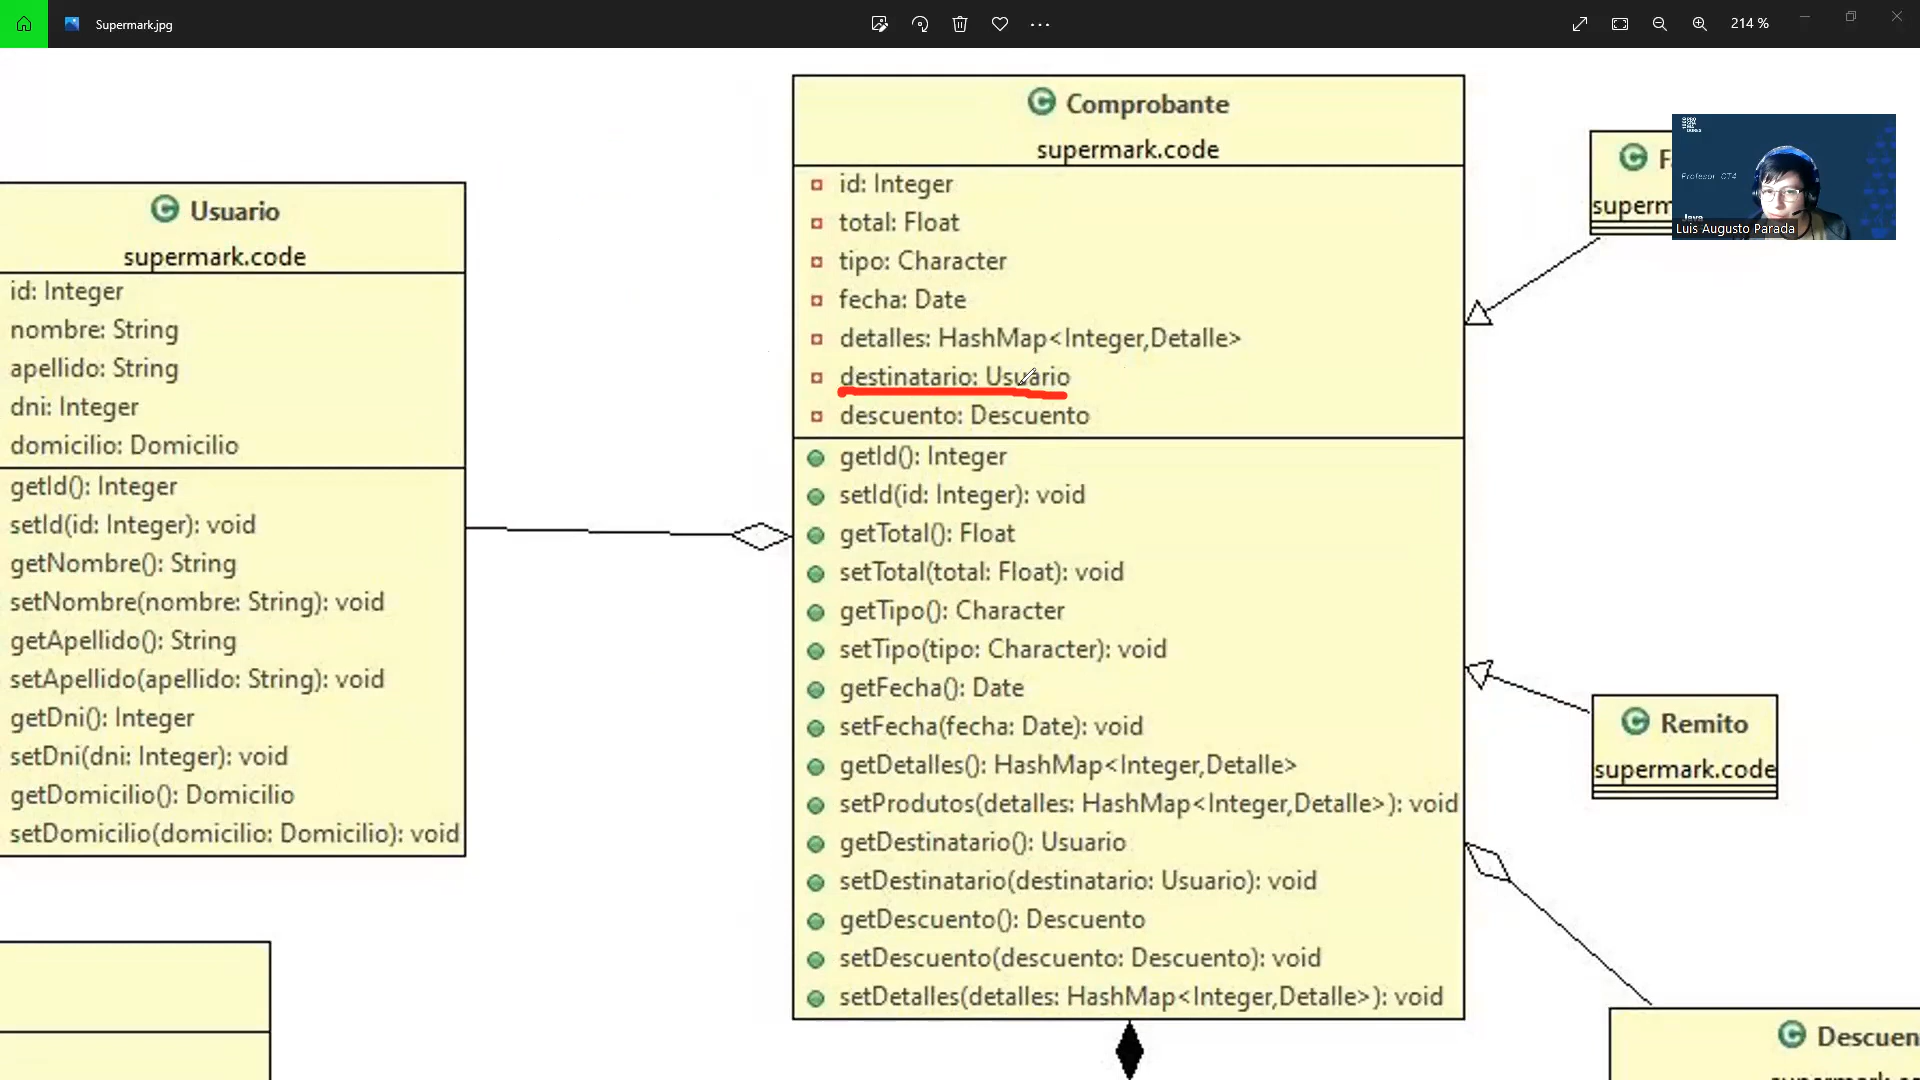 Supermark.jpg
214 %
Usuario
supermark.code
id: Integer
nombre: String
apellido: String
dni: Integer
domicilio: Domicilio
getId(): Integer
setId(id: Integer): void
getNombre(): String
setNombre(nombre: String): void
getApellido(): String
setApellido(apellido: String): void
getDni(): Integer
setDni(dni: Integer): void
getDomicilio(): Domicilio
setDomicilio(domicilio: Domicilio): void
Comprobante
supermark.code
id: Integer
total: Float
tipo: Character
fecha: Date
detalles: HashMap<Integer,Detalle>
destinatario: Usuario
descuento: Descuento
getId(): Integer
setId(id: Integer): void
getTotal(): Float
setTotal(total: Float): void
getTipo(): Character
setTipo(tipo: Character): void
getFecha(): Date
setFecha(fecha: Date): void
getDetalles(): HashMap<Integer,Detalle>
setProdutos(detalles: HashMap<Integer,Detalle>): void
getDestinatario(): Usuario
setDestinatario(destinatario: Usuario): void
getDescuento(): Descuento
setDescuento(descuento: Descuento): void
setDetalles(detalles: HashMap<Integer,Detalle>): void
F
superm
Profesor CT4
Java
Luis Augusto Parada
Remito
supermark.code
Descuen